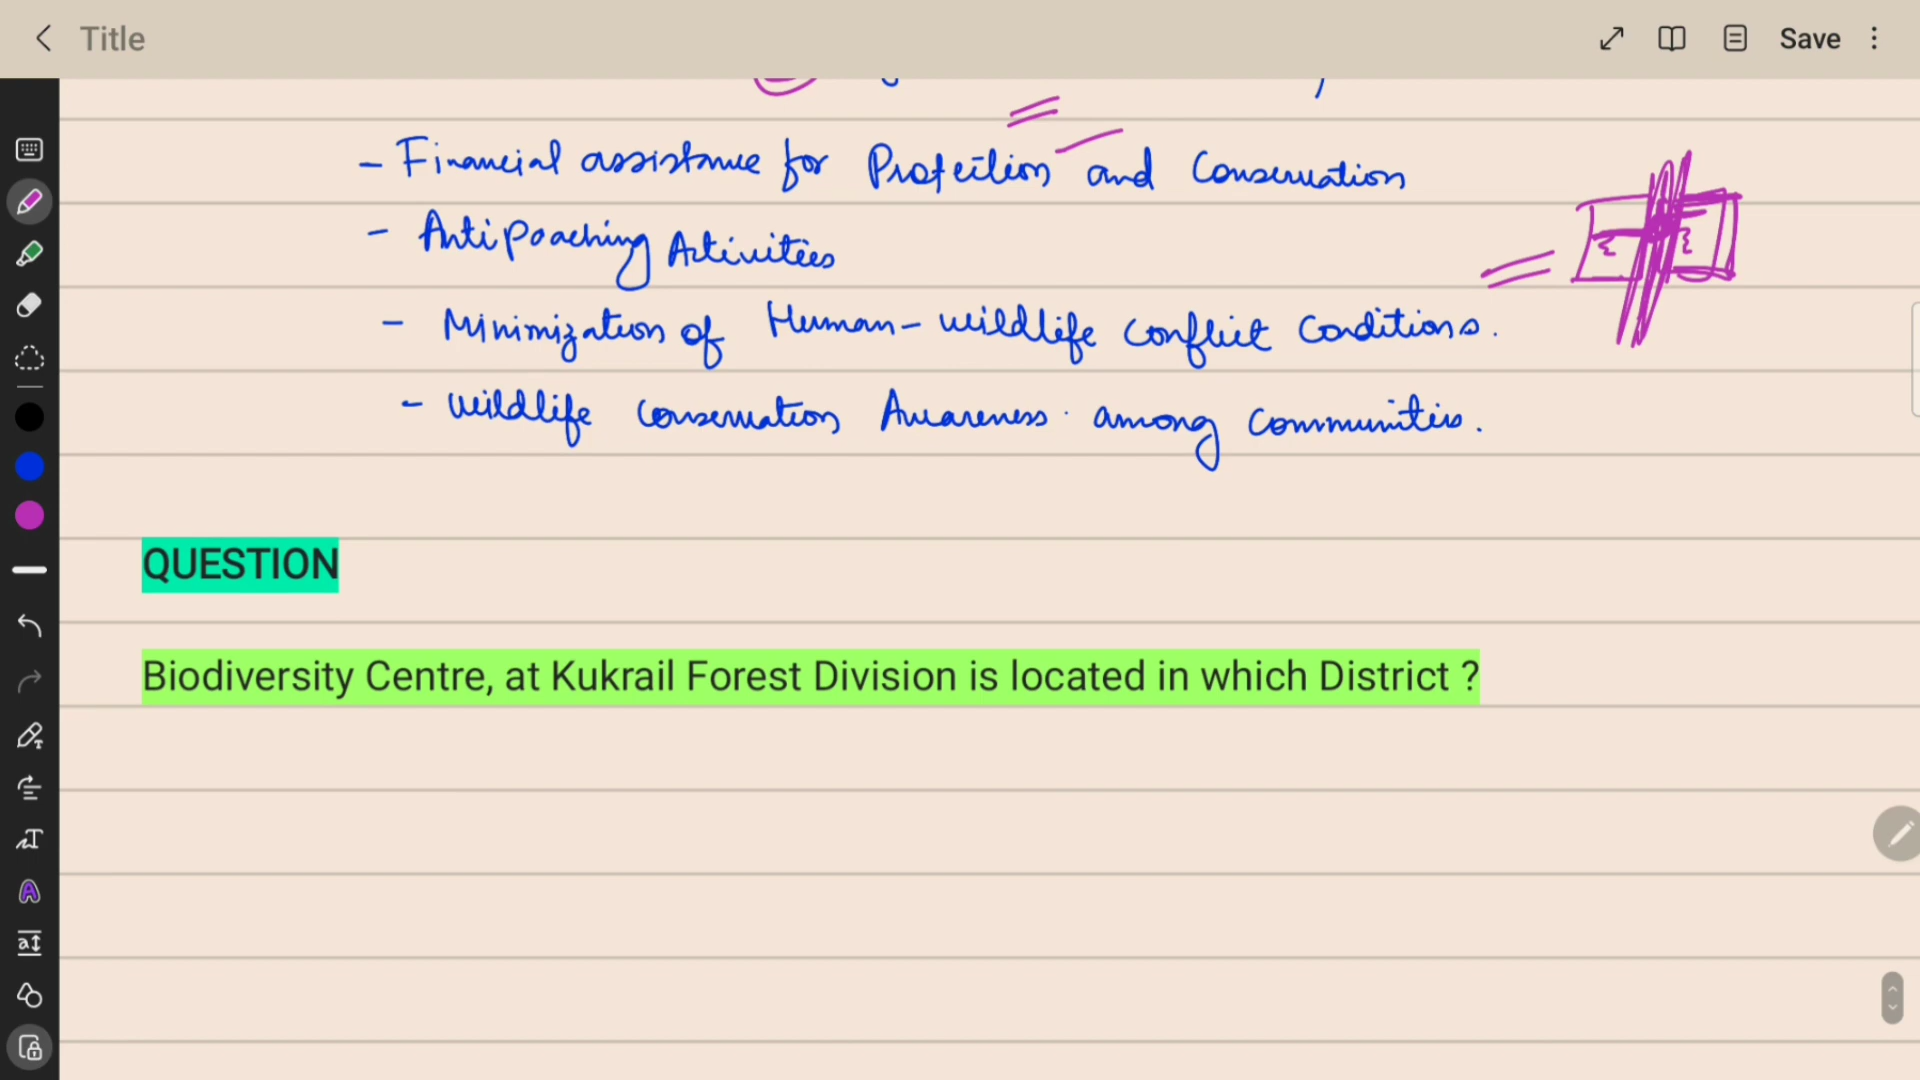 Title
Save
- Financial assistance for Protection and Conservation
- Antipoaching Activities
- Minimization of Human-wildlife conflict Conditions.
- Wildlife conservation Awareness among Communities.
QUESTION
Biodiversity Centre, at Kukrail Forest Division is located in which District ?